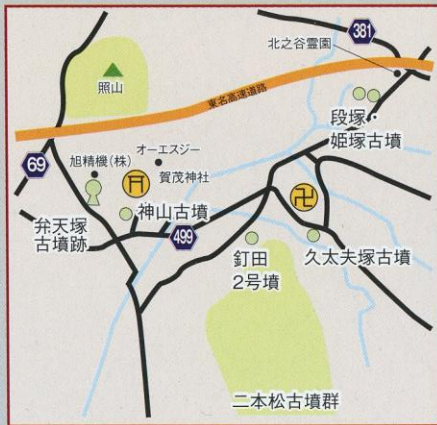 381
北之谷霊園
照山
東名高速道路
段塚
姫塚古墳
69
旭精機(株)
オーエスジー
賀茂神社
神山古墳
弁天塚
古墳跡
499
卍
釘田
2号墳
久太夫塚古墳
二本松古墳群